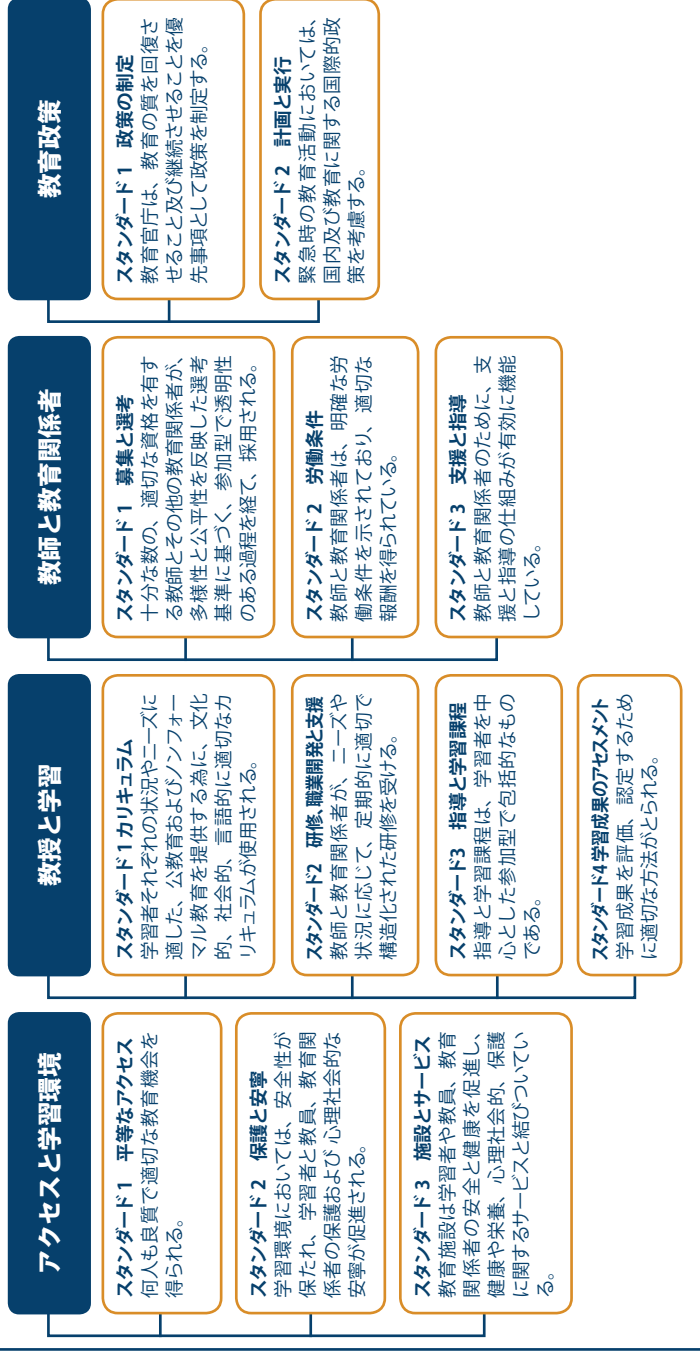 アクセスと学習環境
スタンダード 1　平等なアクセス
何人も良質で適切な教育機会を
得られる。
スタンダード 2　保護と安寧
学習環境においては、安全性が
保たれ、学習者と教員、教育関
係者の保護および 心理社会的な
安寧が促進される。
スタンダード 3　施設とサービス
教育施設は学習者や教員、教育
関係者の安全と健康を促進し、
健康や栄養、心理社会的、保護
に関するサービスと結びついてい
る。
教授と学習
スタンダード 1 カリキュラム
学習者それぞれの状況やニーズに
適した、公教育およびノンフォー
マル教育を提供する為に、文化
的、社会的、言語的に適切なカ
リキュラムが使用される。
スタンダード2　研修、職業開発と支援
教師と教育関係者が、ニーズや
状況に応じて、定期的に適切で
構造化された研修を受ける。
スタンダード3　指導と学習課程
指導と学習課程は、学習者を中
心とした参加型で包括的なもの
である。
スタンダード4 学習成果のアセスメント
学習成果を評価、認定するため
に適切な方法がとられる。
教師と教育関係者
スタンダード 1　募集と選考
十分な数の、適切な資格を有す
る教師とその他の教育関係者が、
多様性と公平性を反映した選考
基準に基づく、参加型で透明性
のある過程を経て、採用される。
スタンダード 2　労働条件
教師と教育関係者は、明確な労
働条件を示されており、適切な
報酬を得られている。
スタンダード 3　支援と指導
教師と教育関係者のために、支
援と指導の仕組みが有効に機能
している。
教育政策
スタンダード 1　政策の制定
教育官庁は、教育の質を回復さ
せること及び継続させることを優
先事項として政策を制定する。
スタンダード 2　計画と実行
緊急時の教育活動においては、
国内及び教育に関する国際的政
策を考慮する。